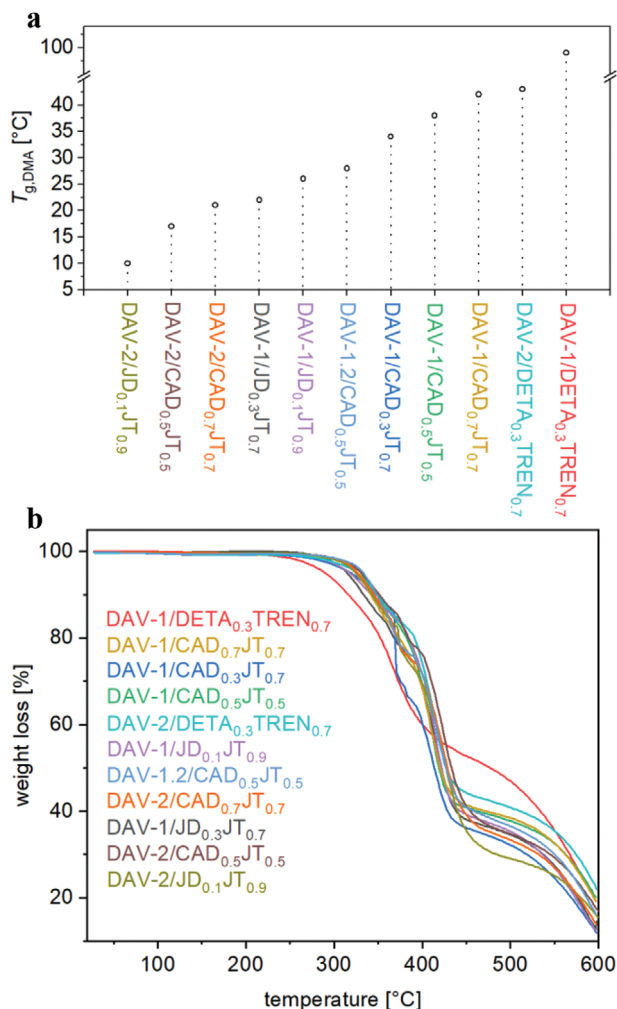 a
T g,DMA [°C]
100
40
35
30
25
20
15
10
5
DAV-2/JD0.1JT0.9
DAV-2/CAD0.5JT0.5
DAV-2/CAD0.7JT0.7
DAV-1/JD0.3JT0.7
DAV-1/JD0.1JT0.9
DAV-1.2/CAD0.5JT0.5
DAV-1/CAD0.3JT0.7
DAV-1/CAD0.5JT0.5
DAV-1/CAD0.7JT0.7
DAV-2/DETA0.3TREN0.7
DAV-1/DETA0.3TREN0.7
b
weight loss [%]
100
80
60
40
20
DAV-1/DETA0.3TREN0.7
DAV-1/CAD0.7JT0.7
DAV-1/CAD0.3JT0.7
DAV-1/CAD0.5JT0.5
DAV-2/DETA0.3TREN0.7
DAV-1/JD0.1JT0.9
DAV-1.2/CAD0.5JT0.5
DAV-2/CAD0.7JT0.7
DAV-1/JD0.3JT0.7
DAV-2/CAD0.5JT0.5
DAV-2/JD0.1JT0.9
100 200 300 400 500 600
temperature [°C]